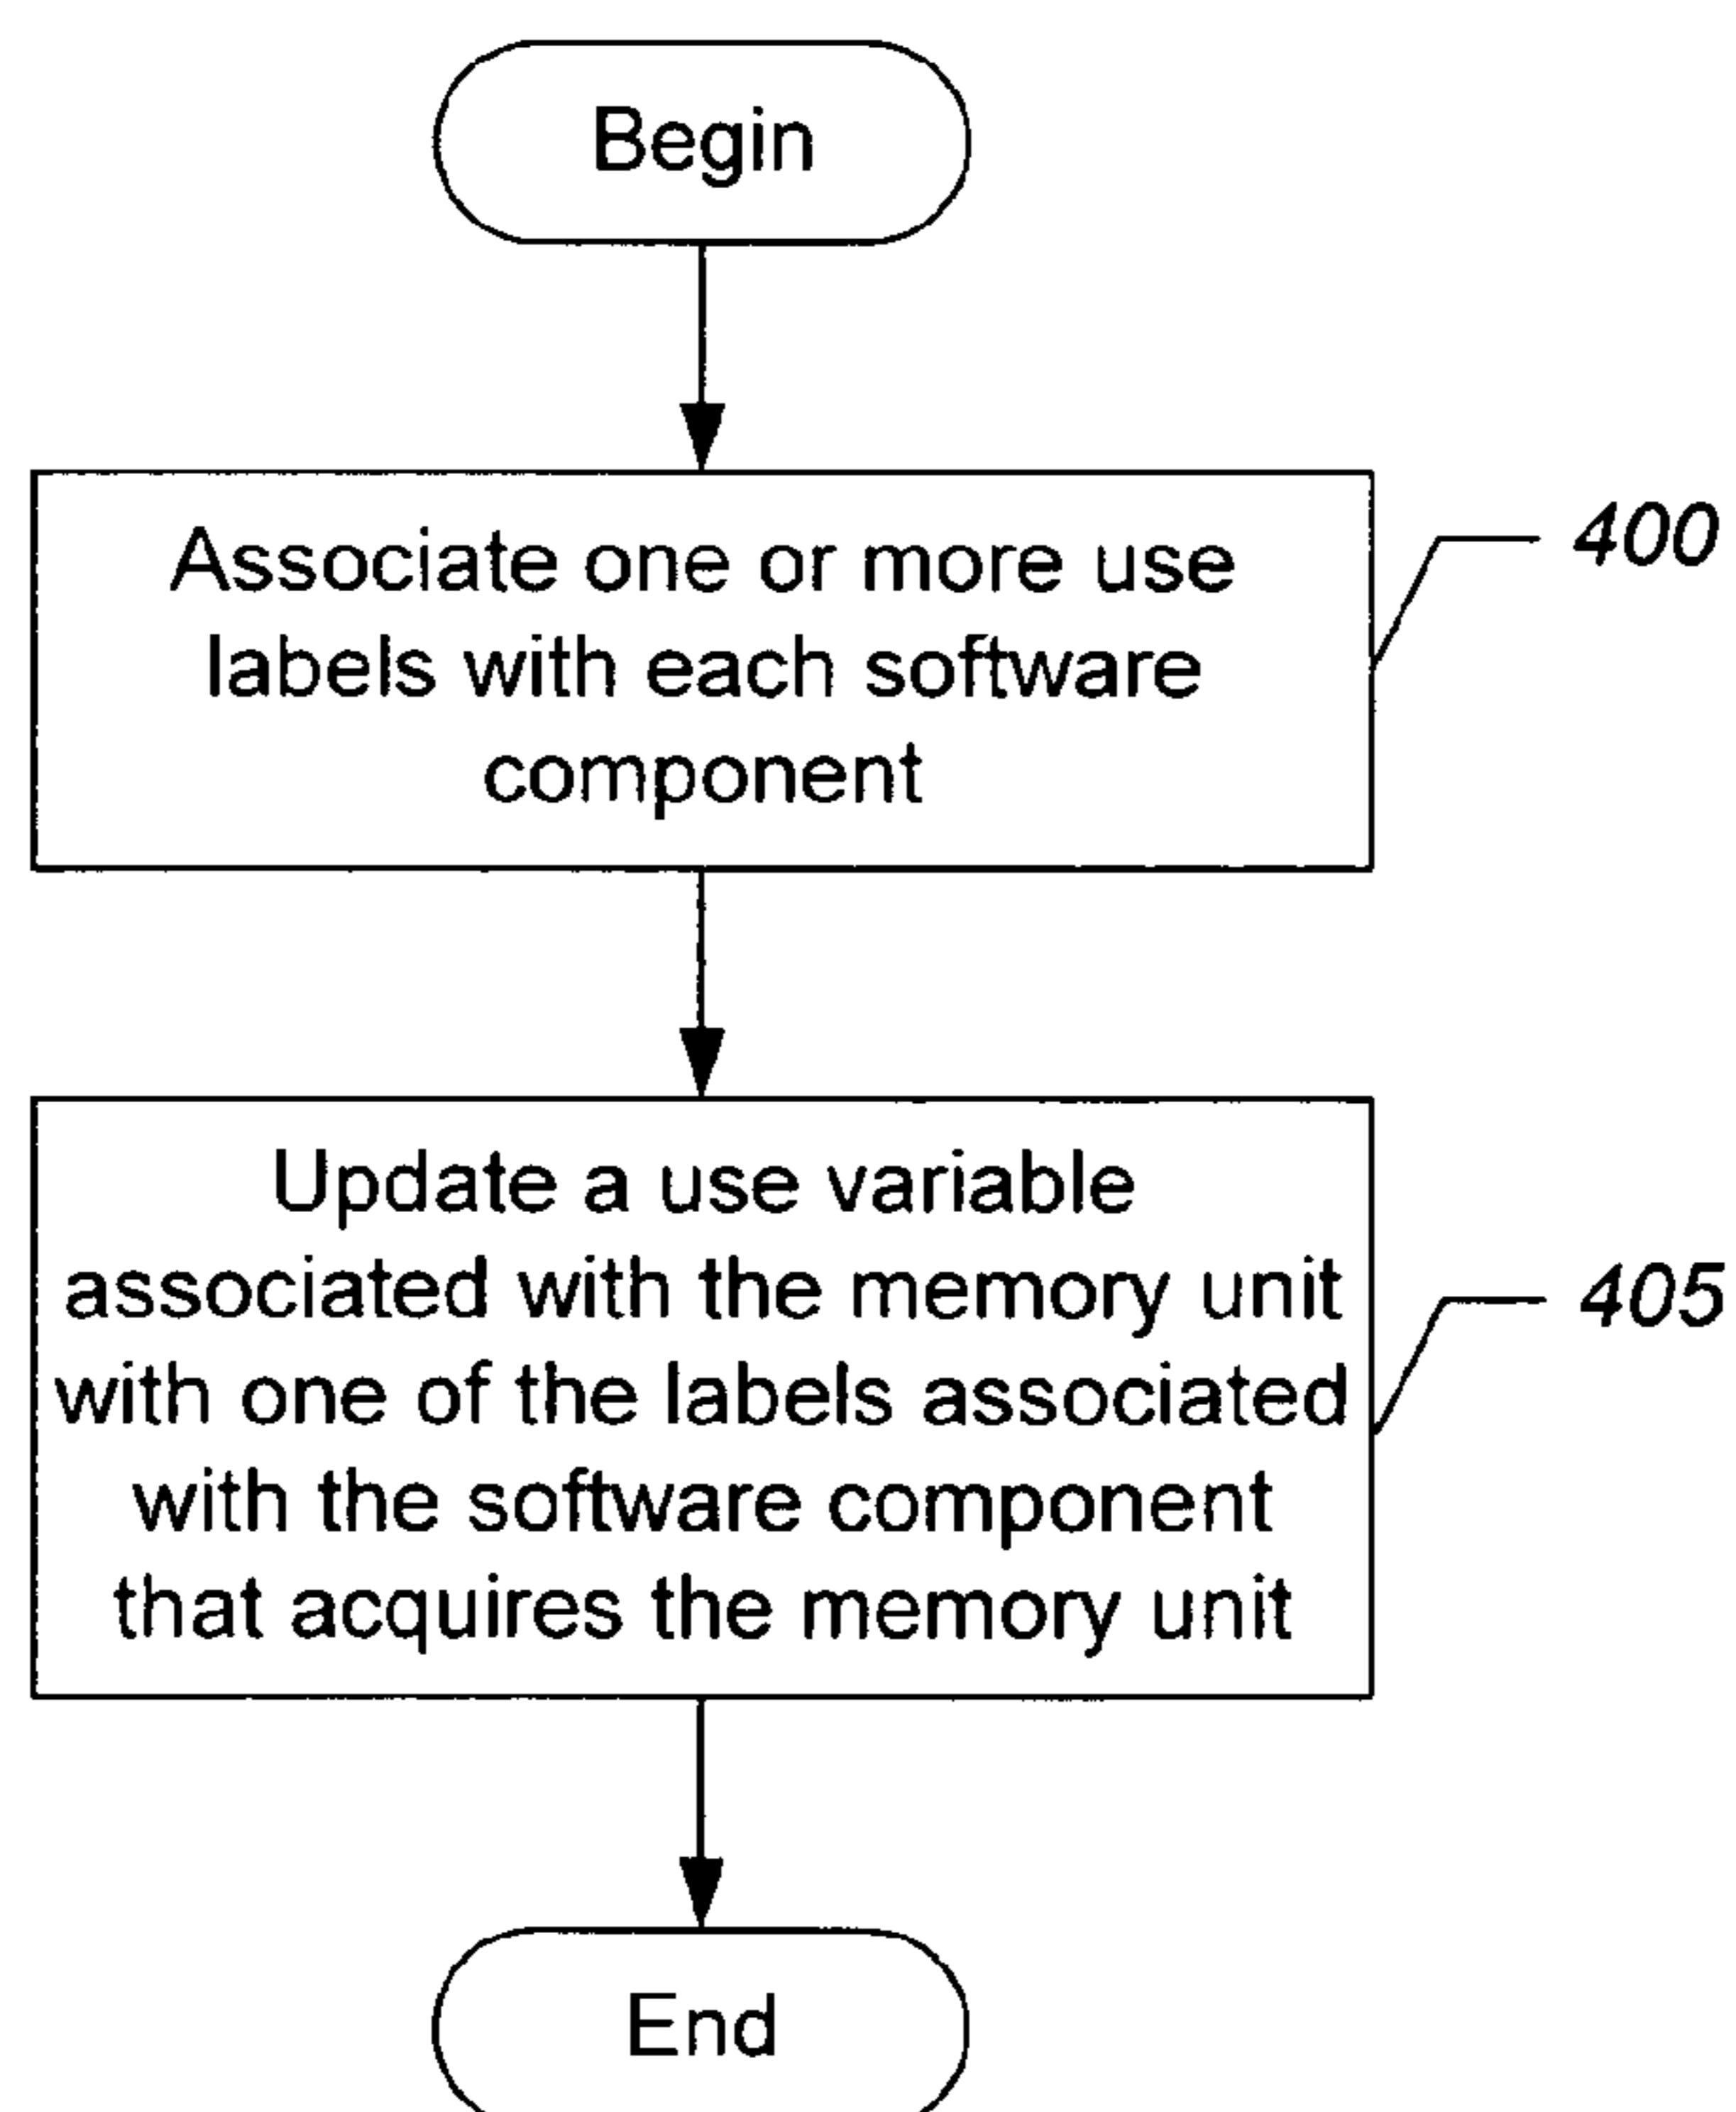 Begin
Associate one or more use
labels with each software
component
400
Update a use variable
associated with the memory unit
with one of the labels associated
with the software component
that acquires the memory unit
405
End